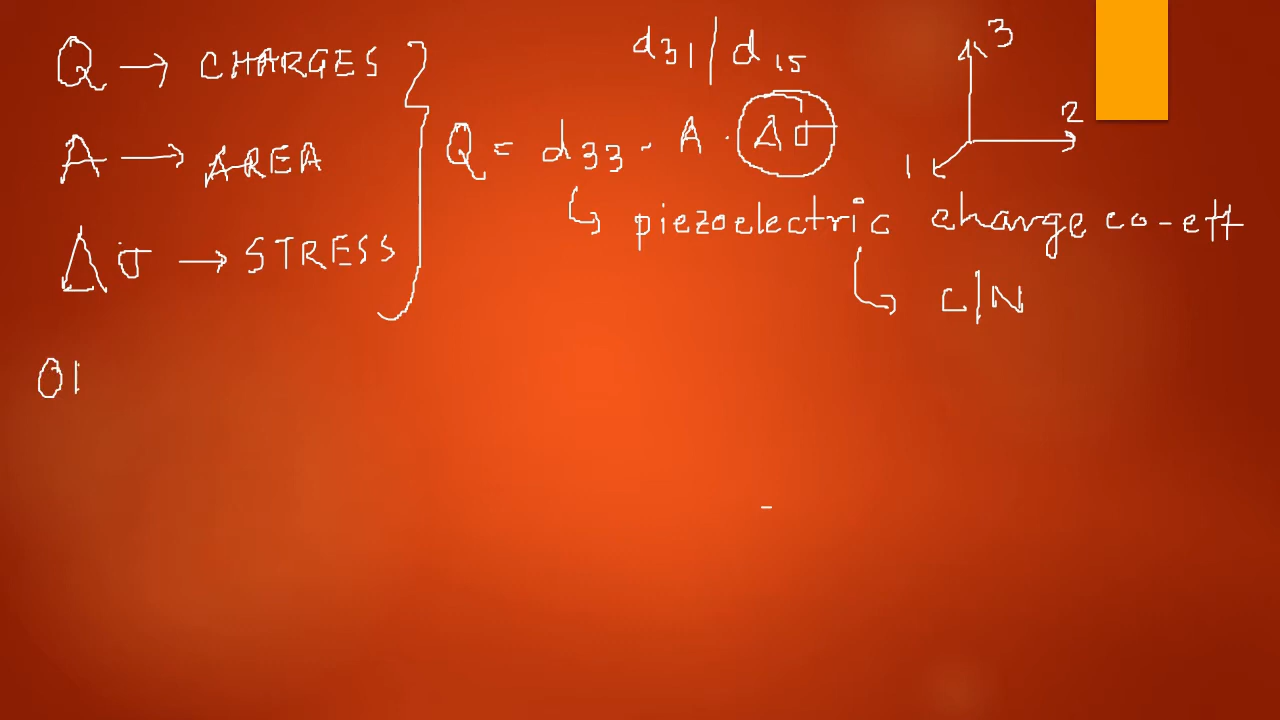 Q → CHARGES
A → AREA
Δσ → STRESS
d31 / d15
Q = d33 · A · Δσ
↳ piezoelectric charge co-eff
↳ C/N
3
2
1
01